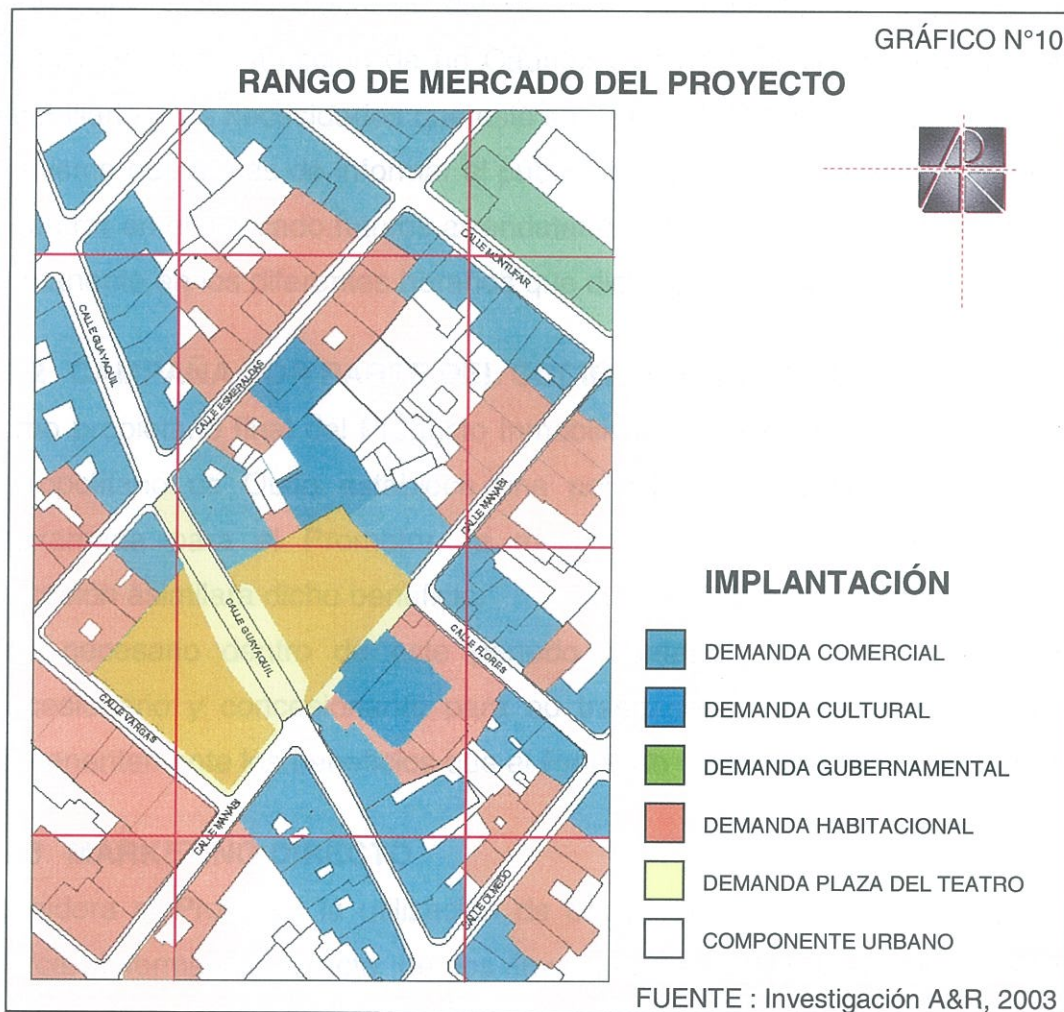 GRÁFICO N°10
RANGO DE MERCADO DEL PROYECTO
CALLE MONTUFAR
CALLE GUAYAQUIL
CALLE ESMERALDAS
CALLE MANABI
CALLE GUAYAQUIL
CALLE FLORES
CALLE VARGAS
CALLE MANABI
CALLE OLMEDO
IMPLANTACIÓN
DEMANDA COMERCIAL
DEMANDA CULTURAL
DEMANDA GUBERNAMENTAL
DEMANDA HABITACIONAL
DEMANDA PLAZA DEL TEATRO
COMPONENTE URBANO
FUENTE : Investigación A&R, 2003